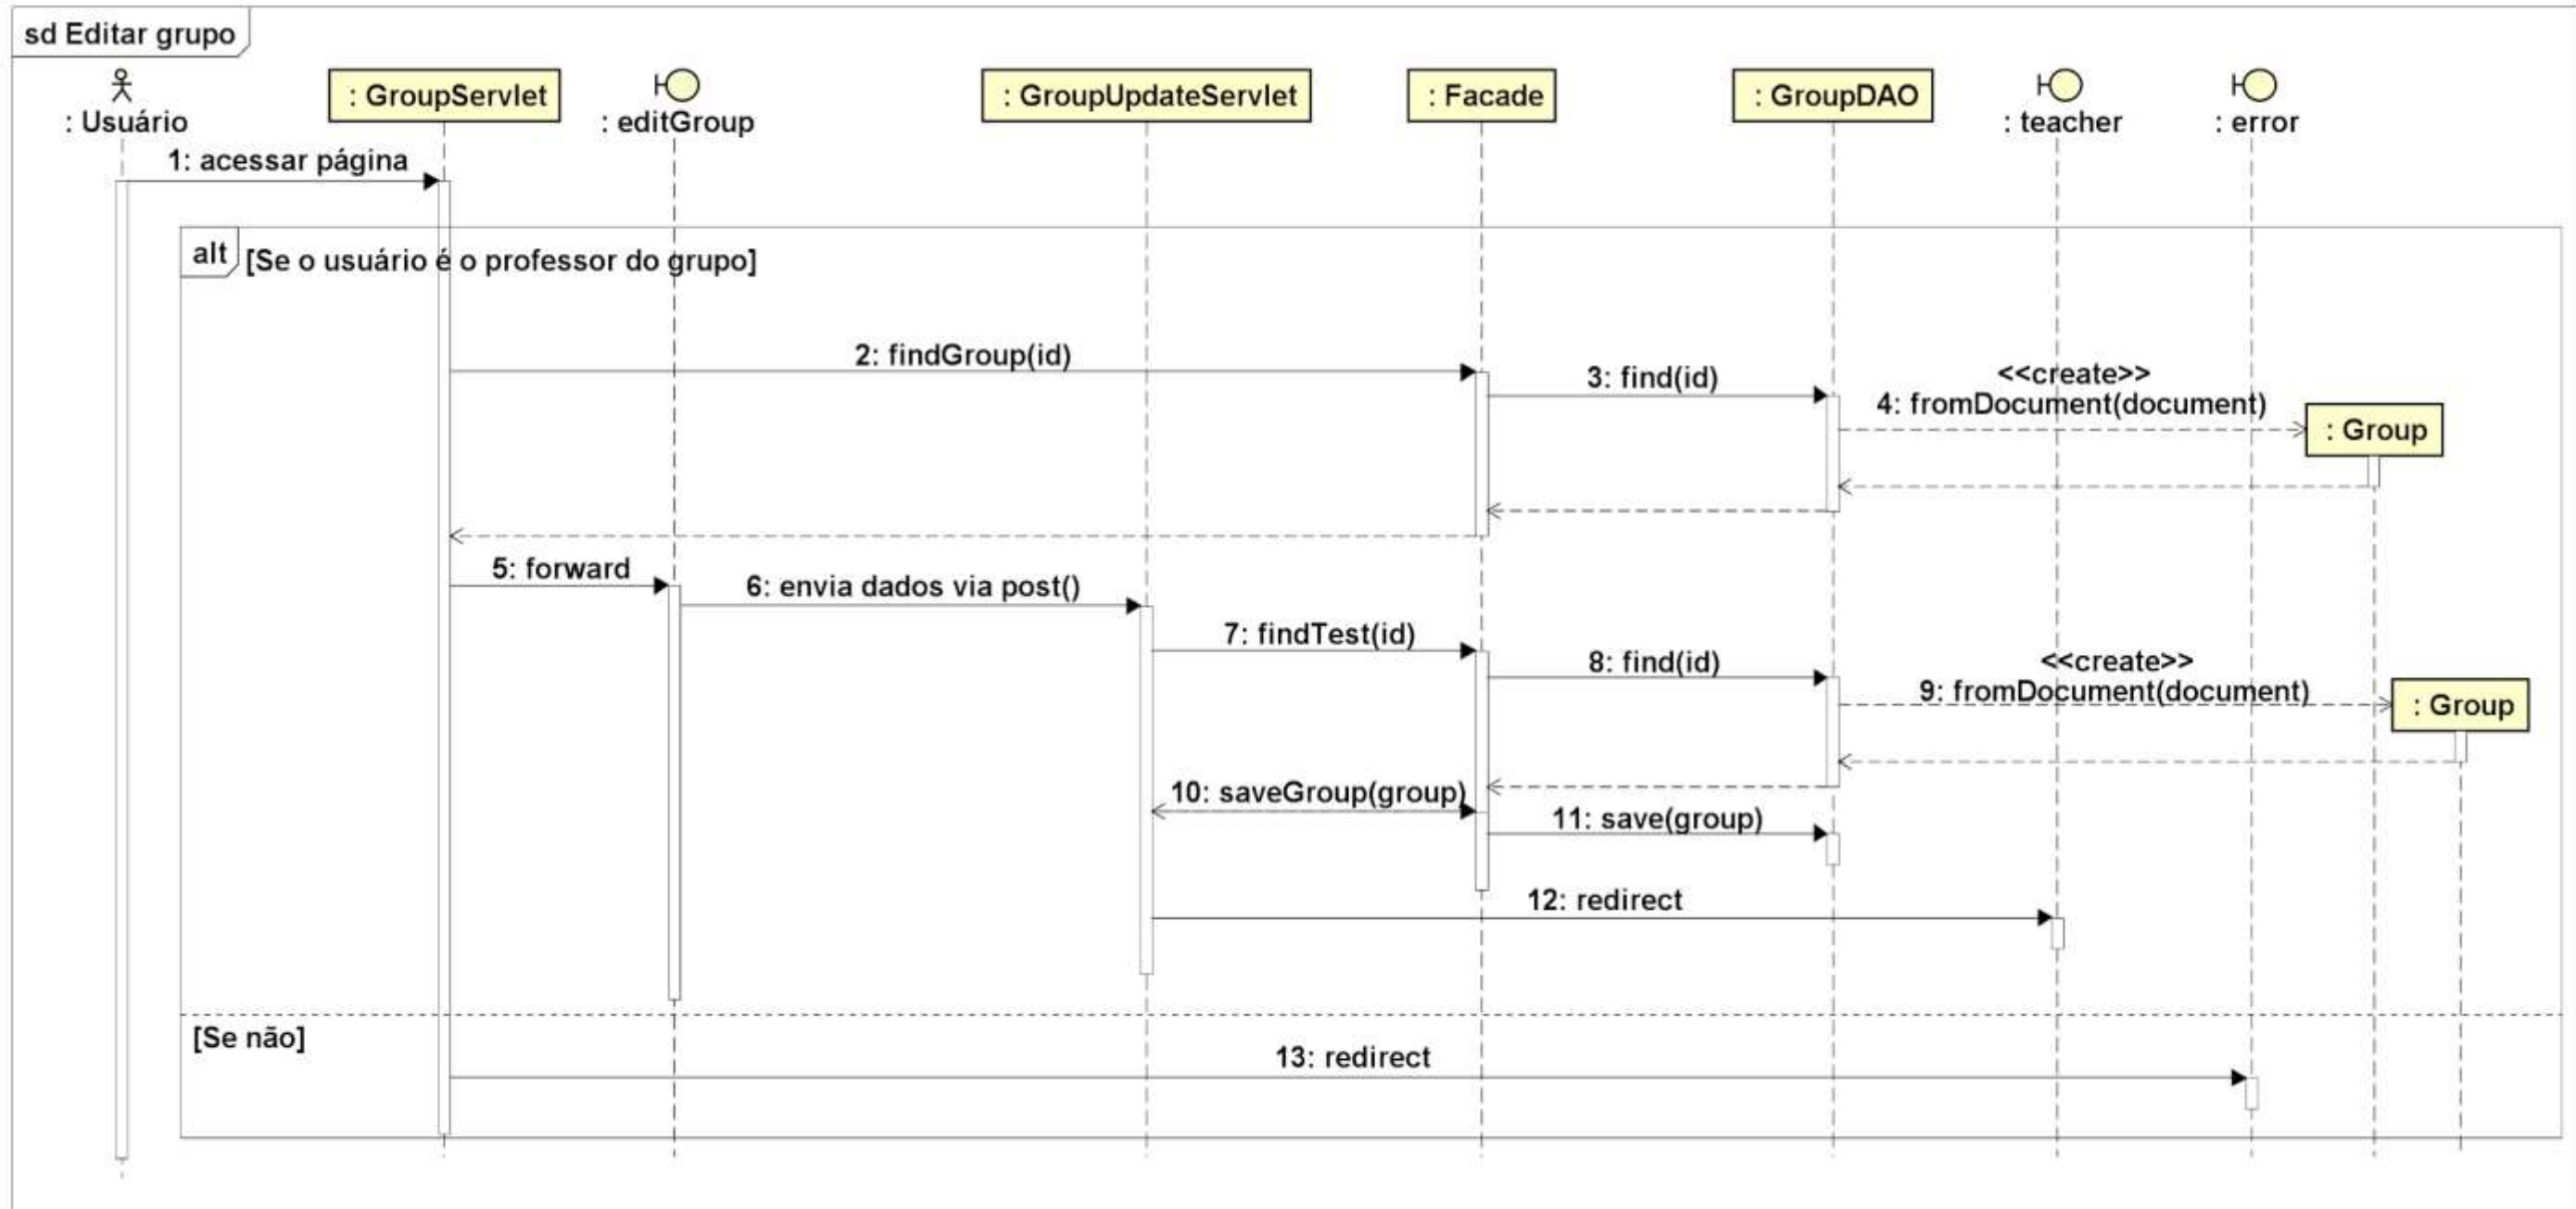 sd Editar grupo
: Usuário
: GroupServlet
: editGroup
: GroupUpdateServlet
: Facade
: GroupDAO
: teacher
: error
1: acessar página
alt
[Se o usuário é o professor do grupo]
2: findGroup(id)
3: find(id)
<<create>>
4: fromDocument(document)
: Group
5: forward
6: envia dados via post()
7: findTest(id)
8: find(id)
<<create>>
9: fromDocument(document)
: Group
10: saveGroup(group)
11: save(group)
12: redirect
[Se não]
13: redirect